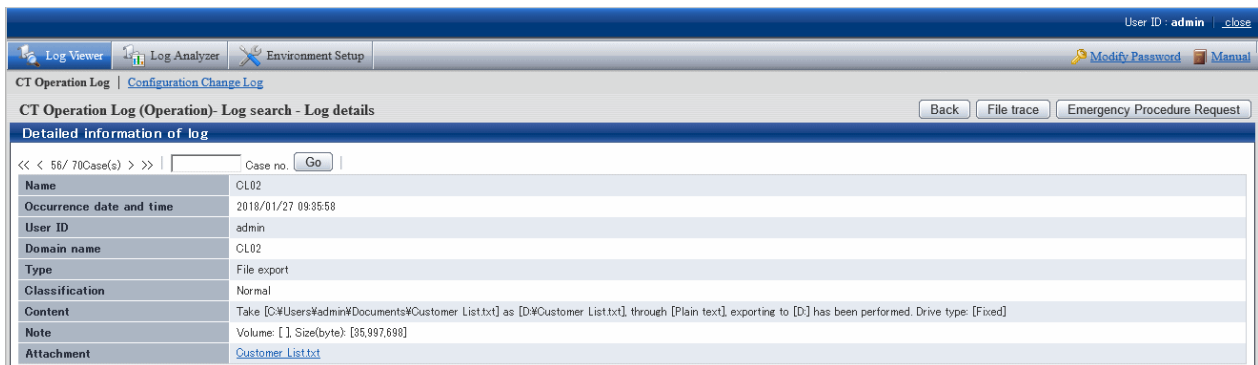 User ID : admin | close
Log Viewer Log Analyzer Environment Setup Modify Password Manual
CT Operation Log | Configuration Change Log
CT Operation Log (Operation)- Log search - Log details Back File trace Emergency Procedure Request
Detailed information of log
<< < 56/ 70Case(s) > >> | Case no. Go |
Name CL02
Occurrence date and time 2018/01/27 09:35:58
User ID admin
Domain name CL02
Type File export
Classification Normal
Content Take [C:¥Users¥admin¥Documents¥Customer List.txt] as [D:¥Customer List.txt], through [Plain text], exporting to [D:] has been performed. Drive type: [Fixed]
Note Volume: [ ], Size(byte): [35,997,698]
Attachment Customer List.txt